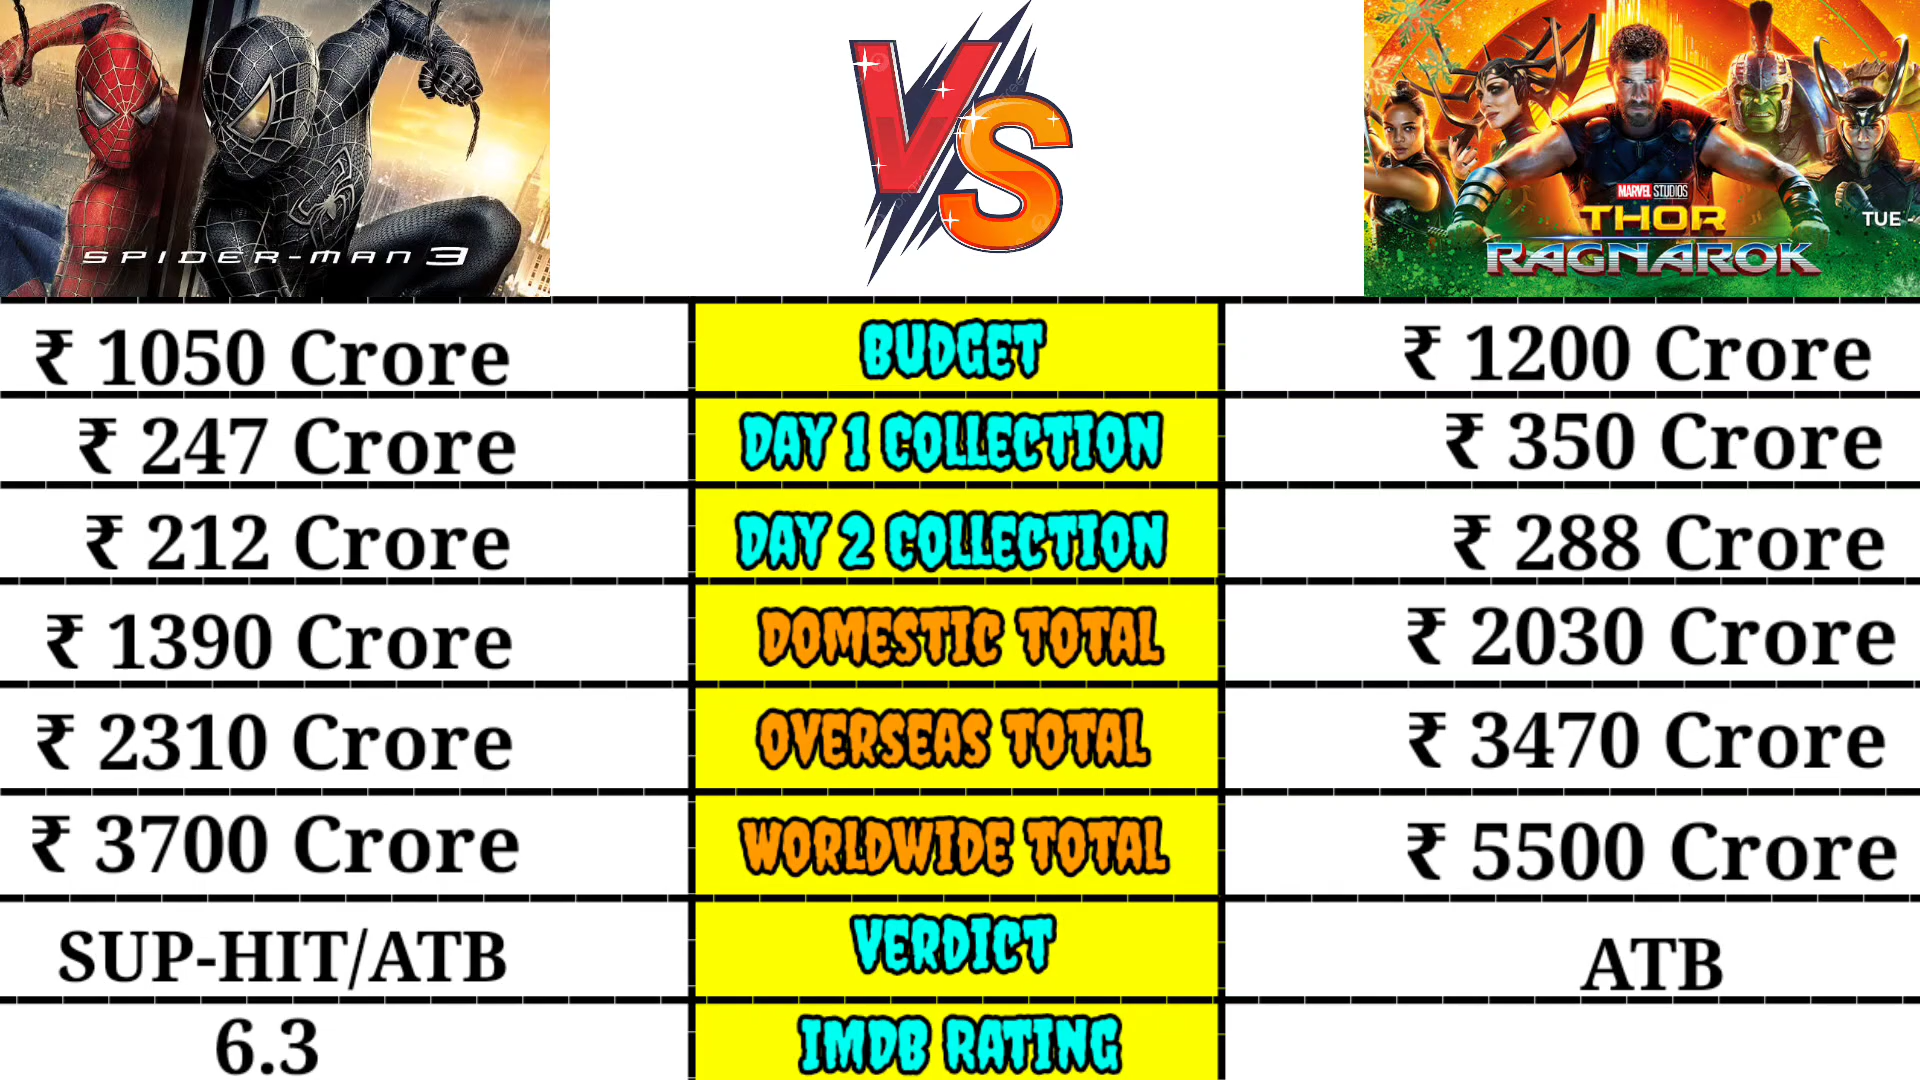 VS
SPIDER-MAN 3
MARVEL STUDIOS
THOR
RAGNAROK
TUE
₹ 1050 Crore BUDGET ₹ 1200 Crore
₹ 247 Crore DAY 1 COLLECTION ₹ 350 Crore
₹ 212 Crore DAY 2 COLLECTION ₹ 288 Crore
₹ 1390 Crore DOMESTIC TOTAL ₹ 2030 Crore
₹ 2310 Crore OVERSEAS TOTAL ₹ 3470 Crore
₹ 3700 Crore WORLDWIDE TOTAL ₹ 5500 Crore
SUP-HIT/ATB VERDICT ATB
6.3 IMDB RATING